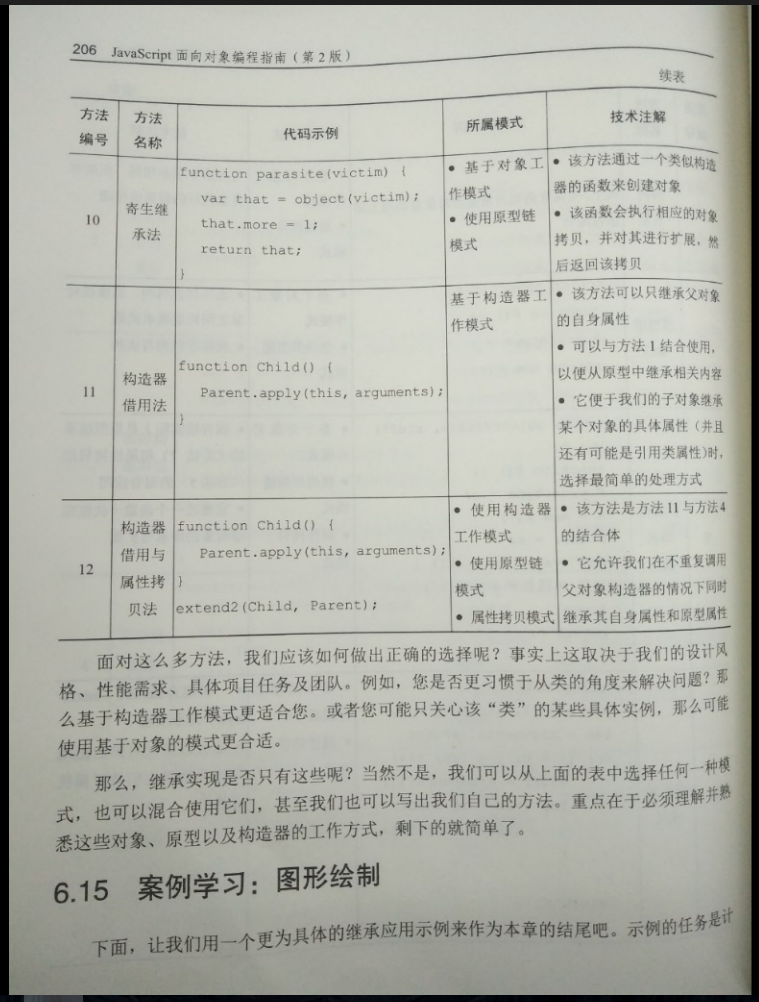 206 JavaScript 面向对象编程指南（第 2 版）
续表
方法
编号
方法
名称
代码示例
所属模式
技术注解
10
寄生继
承法
function parasite(victim) {
var that = object(victim);
that.more = 1;
return that;
}
● 基于对象工
作模式
● 使用原型链
模式
● 该方法通过一个类似构造
器的函数来创建对象
● 该函数会执行相应的对象
拷贝，并对其进行扩展，然
后返回该拷贝
11
构造器
借用法
function Child() {
Parent.apply(this, arguments);
}
基于构造器工
作模式
● 该方法可以只继承父对象
的自身属性
● 可以与方法 1 结合使用，
以便从原型中继承相关内容
● 它便于我们的子对象继承
某个对象的具体属性（并且
还有可能是引用类属性）时，
选择最简单的处理方式
12
构造器
借用与
属性拷
贝法
function Child() {
Parent.apply(this, arguments);
}
extend2(Child, Parent);
● 使用构造器
工作模式
● 使用原型链
模式
● 属性拷贝模式
● 该方法是方法 11 与方法 4
的结合体
● 它允许我们在不重复调用
父对象构造器的情况下同时
继承其自身属性和原型属性
面对这么多方法，我们应该如何做出正确的选择呢？事实上这取决于我们的设计风
格、性能需求、具体项目任务及团队。例如，您是否更习惯于从类的角度来解决问题？那
么基于构造器工作模式更适合您。或者您可能只关心该“类”的某些具体实例，那么可能
使用基于对象的模式更合适。
那么，继承实现是否只有这些呢？当然不是，我们可以从上面的表中选择任何一种模
式，也可以混合使用它们，甚至我们也可以写出我们自己的方法。重点在于必须理解并熟
悉这些对象、原型以及构造器的工作方式，剩下的就简单了。
6.15 案例学习：图形绘制
下面，让我们用一个更为具体的继承应用示例来作为本章的结尾吧。示例的任务是计